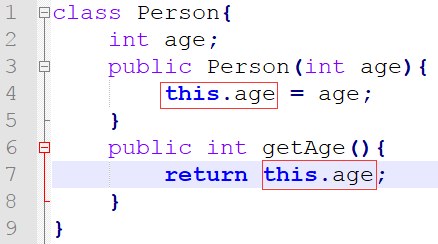 1 class Person{
2 int age;
3 public Person(int age){
4 this.age = age;
5 }
6 public int getAge(){
7 return this.age;
8 }
9 }